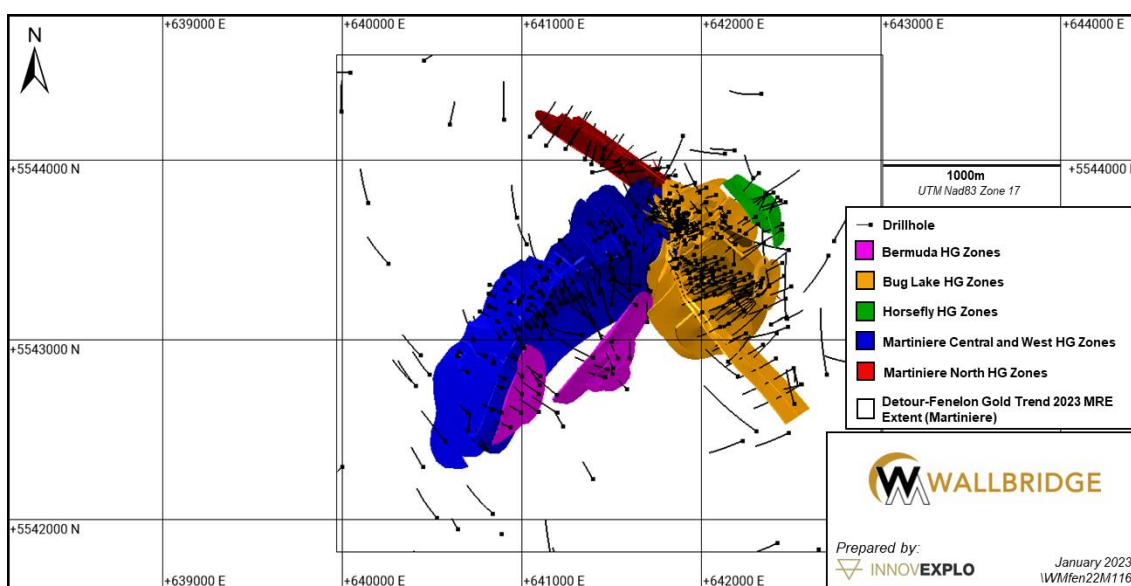 +639000 E
+640000 E
+641000 E
+642000 E
+643000 E
+644000 E
N
+5544000 N
+5544000 N
1000m
UTM Nad83 Zone 17
Drillhole
Bermuda HG Zones
Bug Lake HG Zones
Horsefly HG Zones
Martiniere Central and West HG Zones
Martiniere North HG Zones
Detour-Fenelon Gold Trend 2023 MRE
Extent (Martiniere)
+5543000 N
WALLBRIDGE
+5542000 N
Prepared by:
INNOVEXPLO
January 2023
\WMfen22M116
+639000 E
+640000 E
+641000 E
+642000 E